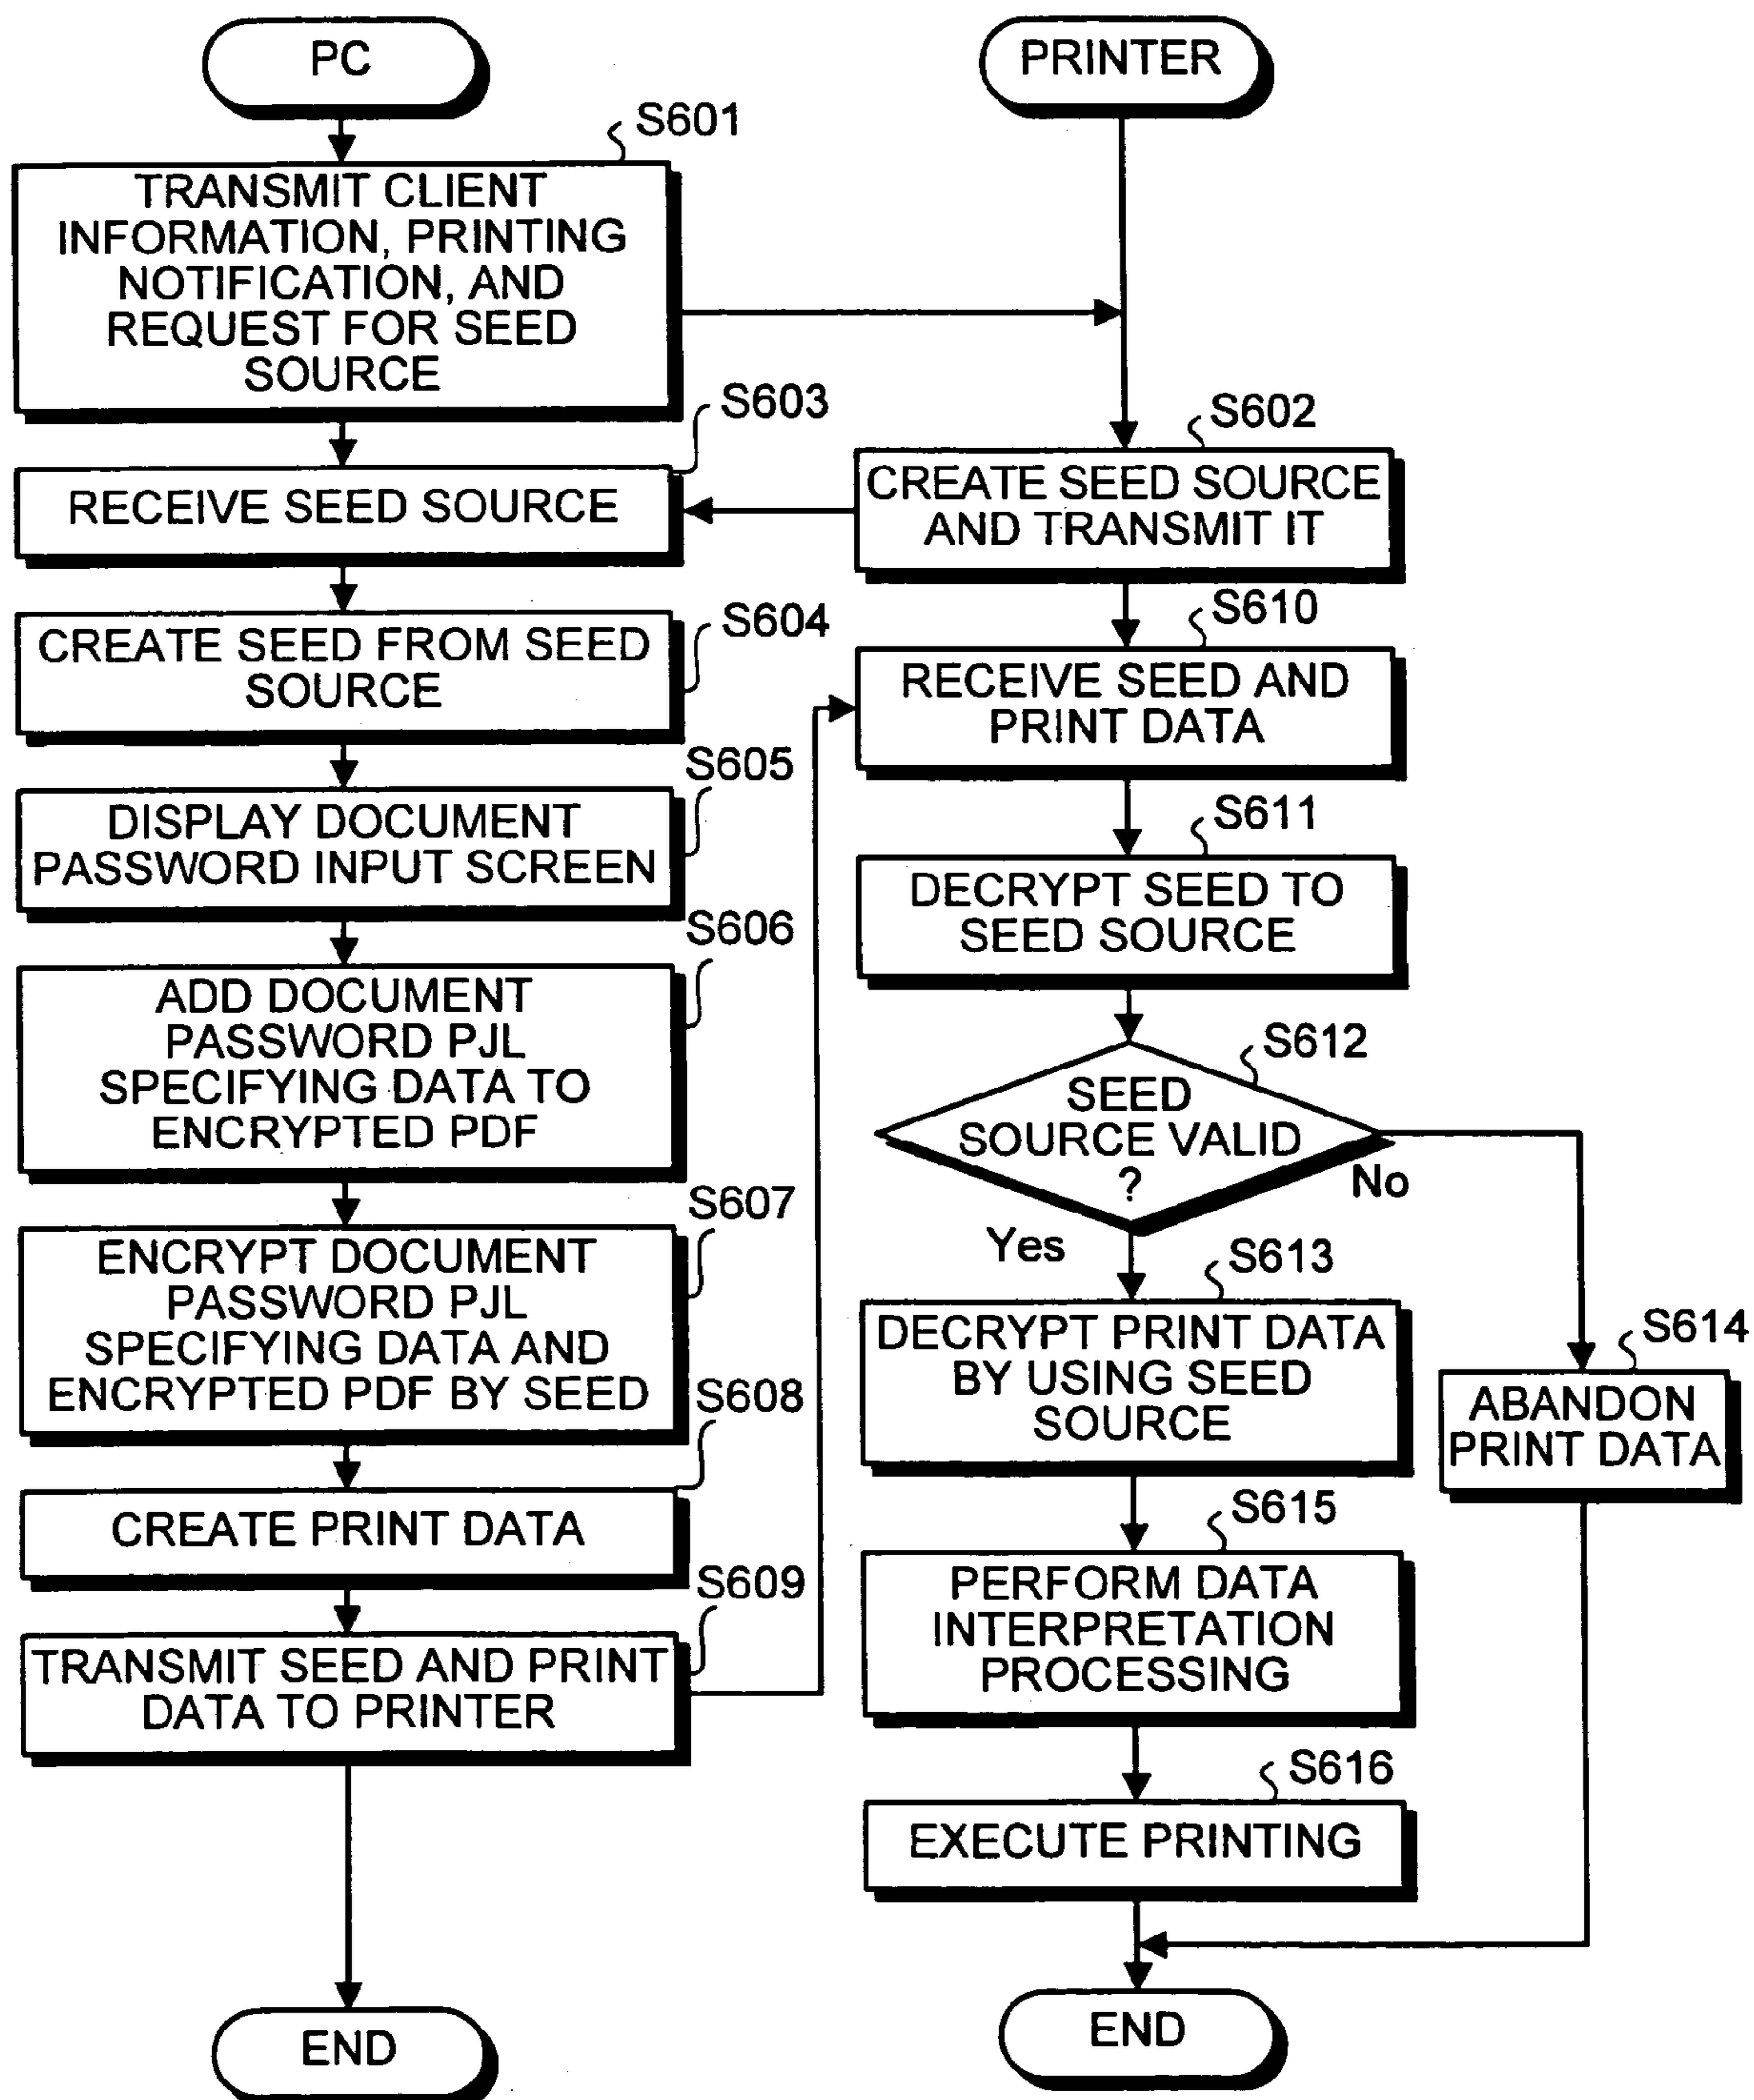 PC
S601
TRANSMIT CLIENT
INFORMATION, PRINTING
NOTIFICATION, AND
REQUEST FOR SEED
SOURCE
S603
RECEIVE SEED SOURCE
S604
CREATE SEED FROM SEED
SOURCE
S605
DISPLAY DOCUMENT
PASSWORD INPUT SCREEN
S606
ADD DOCUMENT
PASSWORD PJL
SPECIFYING DATA TO
ENCRYPTED PDF
S607
ENCRYPT DOCUMENT
PASSWORD PJL
SPECIFYING DATA AND
ENCRYPTED PDF BY SEED
S608
CREATE PRINT DATA
S609
TRANSMIT SEED AND PRINT
DATA TO PRINTER
END
PRINTER
S602
CREATE SEED SOURCE
AND TRANSMIT IT
S610
RECEIVE SEED AND
PRINT DATA
S611
DECRYPT SEED TO
SEED SOURCE
S612
SEED
SOURCE VALID
?
No
Yes
S613
DECRYPT PRINT DATA
BY USING SEED
SOURCE
S614
ABANDON
PRINT DATA
S615
PERFORM DATA
INTERPRETATION
PROCESSING
S616
EXECUTE PRINTING
END